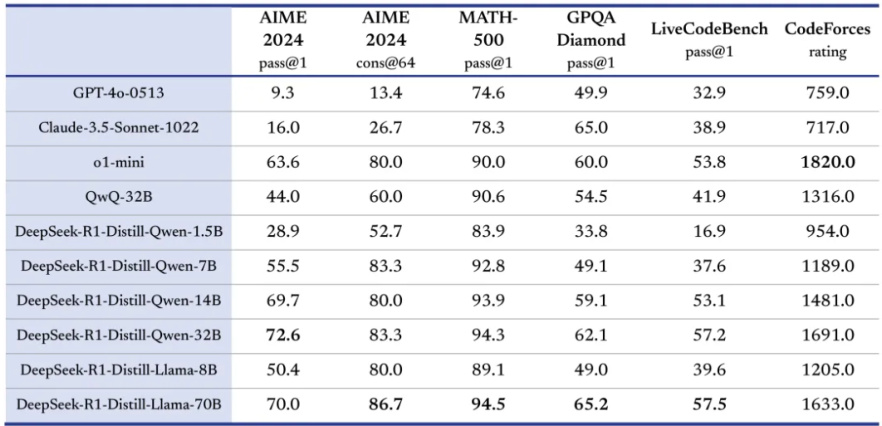 AIME 2024 pass@1 AIME 2024 cons@64 MATH-500 pass@1 GPQA Diamond pass@1 LiveCodeBench pass@1 CodeForces rating
GPT-4o-0513 9.3 13.4 74.6 49.9 32.9 759.0
Claude-3.5-Sonnet-1022 16.0 26.7 78.3 65.0 38.9 717.0
o1-mini 63.6 80.0 90.0 60.0 53.8 1820.0
QwQ-32B 44.0 60.0 90.6 54.5 41.9 1316.0
DeepSeek-R1-Distill-Qwen-1.5B 28.9 52.7 83.9 33.8 16.9 954.0
DeepSeek-R1-Distill-Qwen-7B 55.5 83.3 92.8 49.1 37.6 1189.0
DeepSeek-R1-Distill-Qwen-14B 69.7 80.0 93.9 59.1 53.1 1481.0
DeepSeek-R1-Distill-Qwen-32B 72.6 83.3 94.3 62.1 57.2 1691.0
DeepSeek-R1-Distill-Llama-8B 50.4 80.0 89.1 49.0 39.6 1205.0
DeepSeek-R1-Distill-Llama-70B 70.0 86.7 94.5 65.2 57.5 1633.0